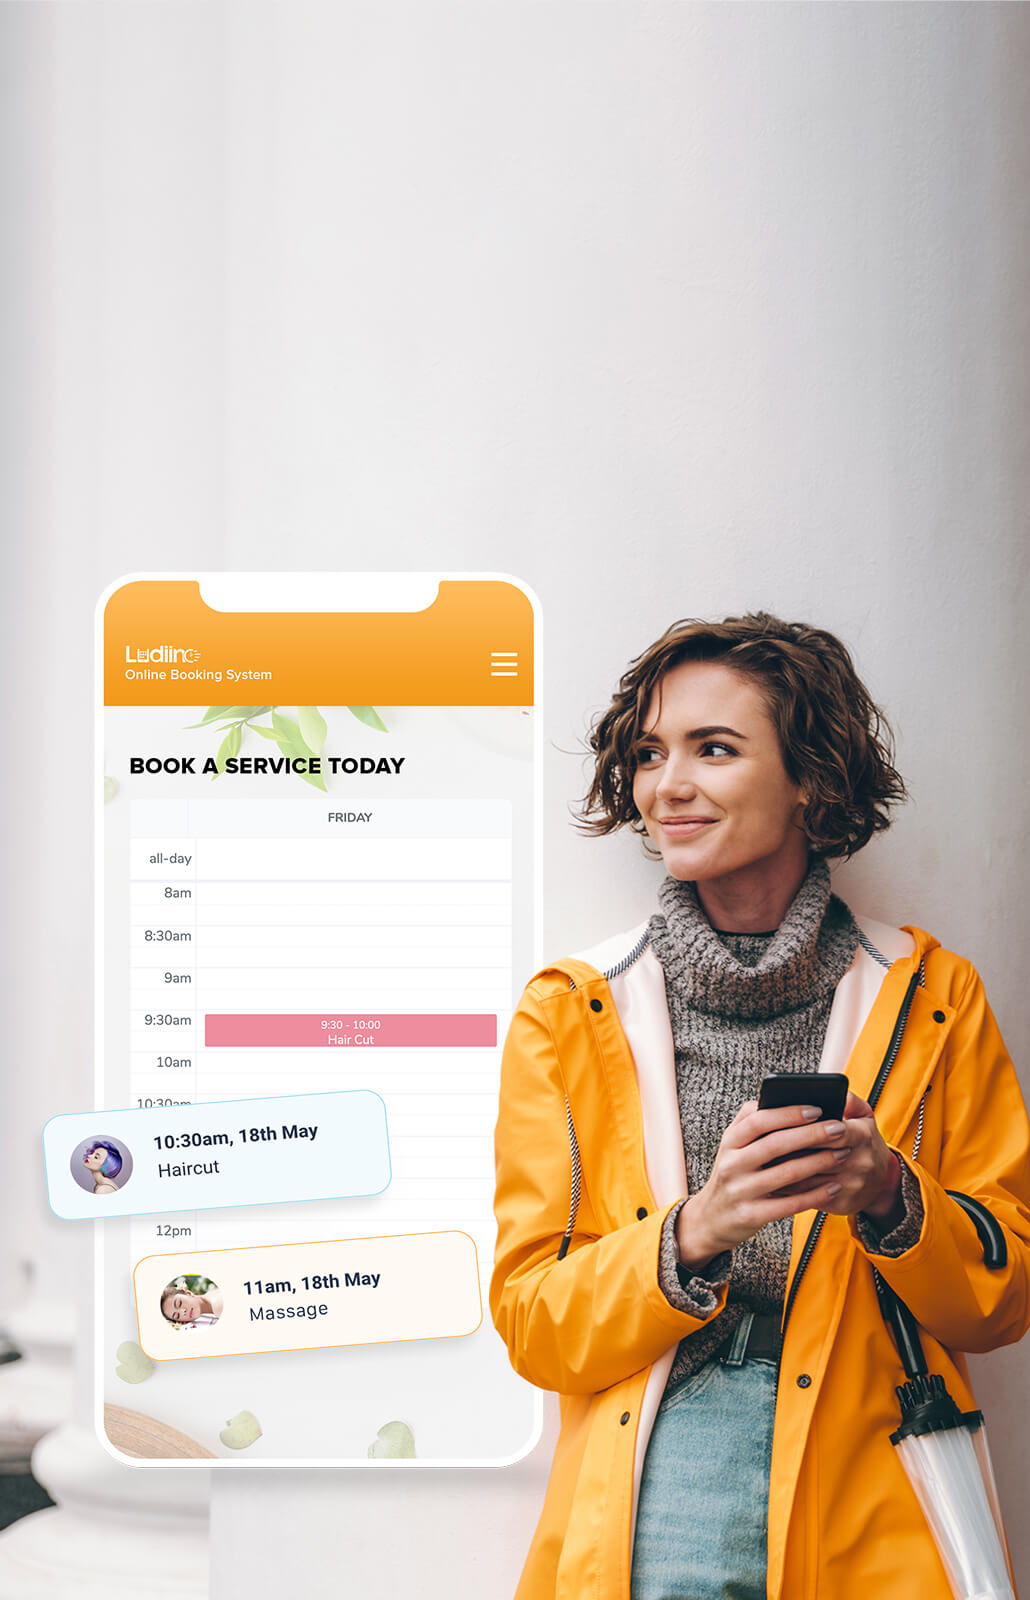 Ludiino
Online Booking System
BOOK A SERVICE TODAY
FRIDAY
all-day
8am
8:30am
9am
9:30am
9:30 - 10:00
Hair Cut
10am
10:30am
10:30am, 18th May
Haircut
12pm
11am, 18th May
Massage